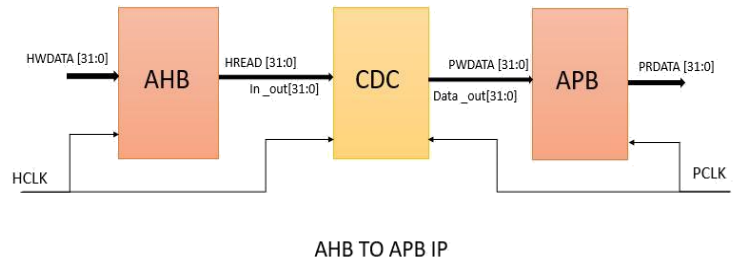 HWDATA [31:0]
AHB
HREAD [31:0]
In _out[31:0]
CDC
PWDATA [31:0]
Data _out[31:0]
APB
PRDATA [31:0]
HCLK
PCLK
AHB TO APB IP